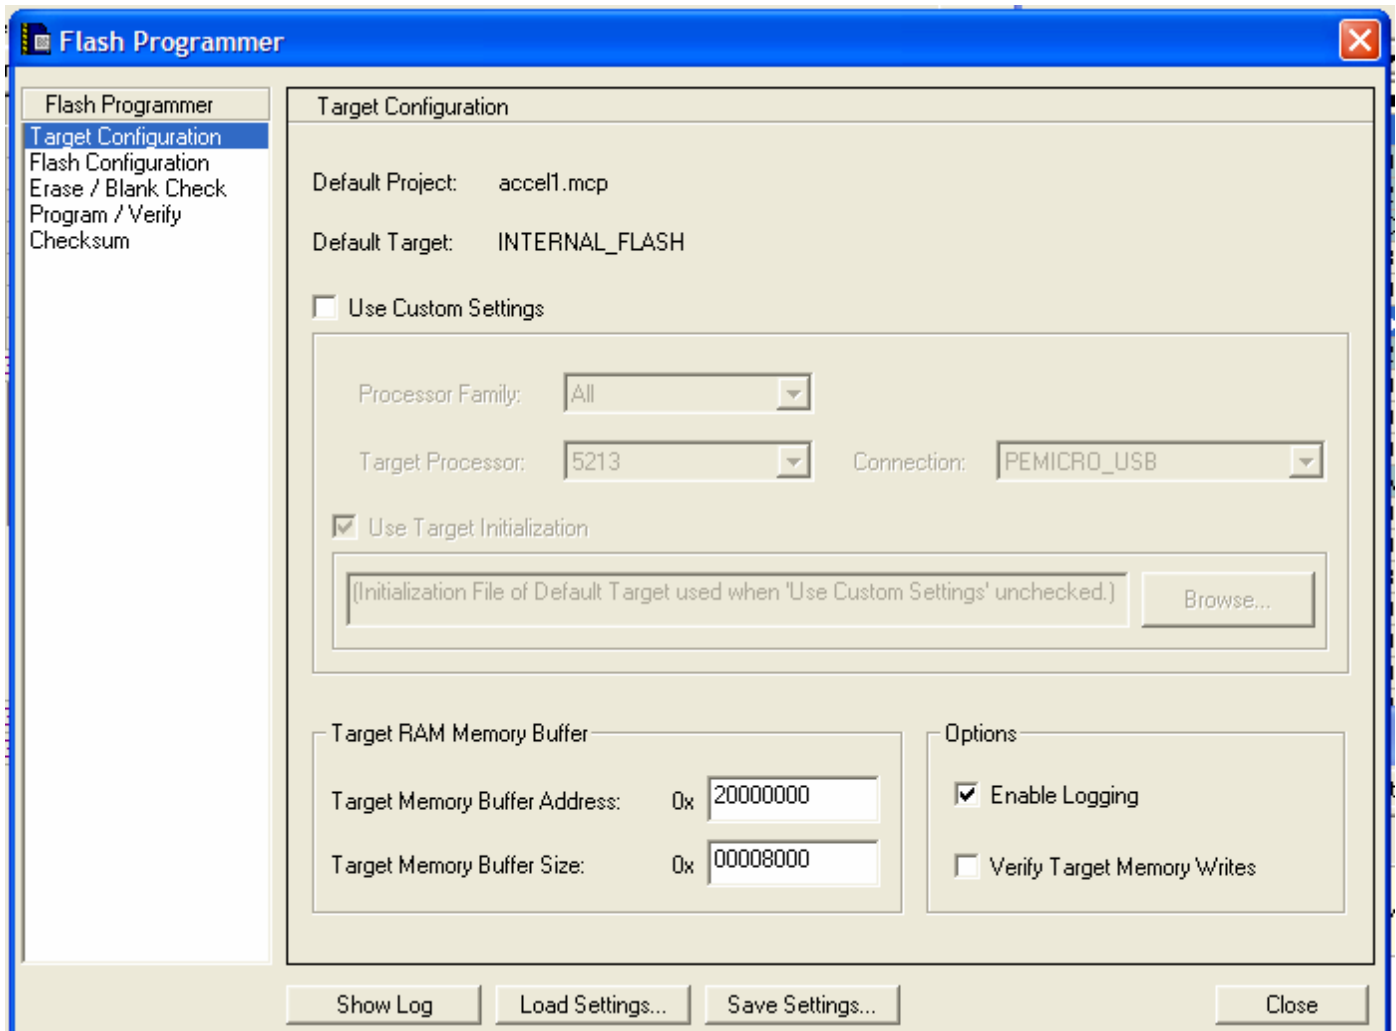 Flash Programmer
Flash Programmer
Target Configuration
Flash Configuration
Erase / Blank Check
Program / Verify
Checksum
Target Configuration
Default Project: accel1.mcp
Default Target: INTERNAL_FLASH
Use Custom Settings
Processor Family: All
Target Processor: 5213 Connection: PEMICRO_USB
Use Target Initialization
(Initialization File of Default Target used when 'Use Custom Settings' unchecked.) Browse...
Target RAM Memory Buffer
Target Memory Buffer Address: 0x 20000000
Target Memory Buffer Size: 0x 00008000
Options
Enable Logging
Verify Target Memory Writes
Show Log Load Settings... Save Settings... Close